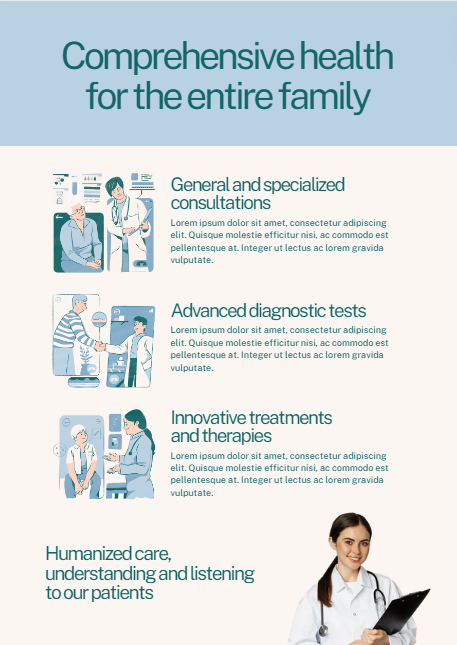 Comprehensive health
for the entire family
General and specialized
consultations
Lorem ipsum dolor sit amet, consectetur adipiscing
elit. Quisque molestie efficitur nisi, ac commodo est
pellentesque at. Integer ut lectus ac lorem gravida
vulputate.
Advanced diagnostic tests
Lorem ipsum dolor sit amet, consectetur adipiscing
elit. Quisque molestie efficitur nisi, ac commodo est
pellentesque at. Integer ut lectus ac lorem gravida
vulputate.
Innovative treatments
and therapies
Lorem ipsum dolor sit amet, consectetur adipiscing
elit. Quisque molestie efficitur nisi, ac commodo est
pellentesque at. Integer ut lectus ac lorem gravida
vulputate.
Humanized care,
understanding and listening
to our patients